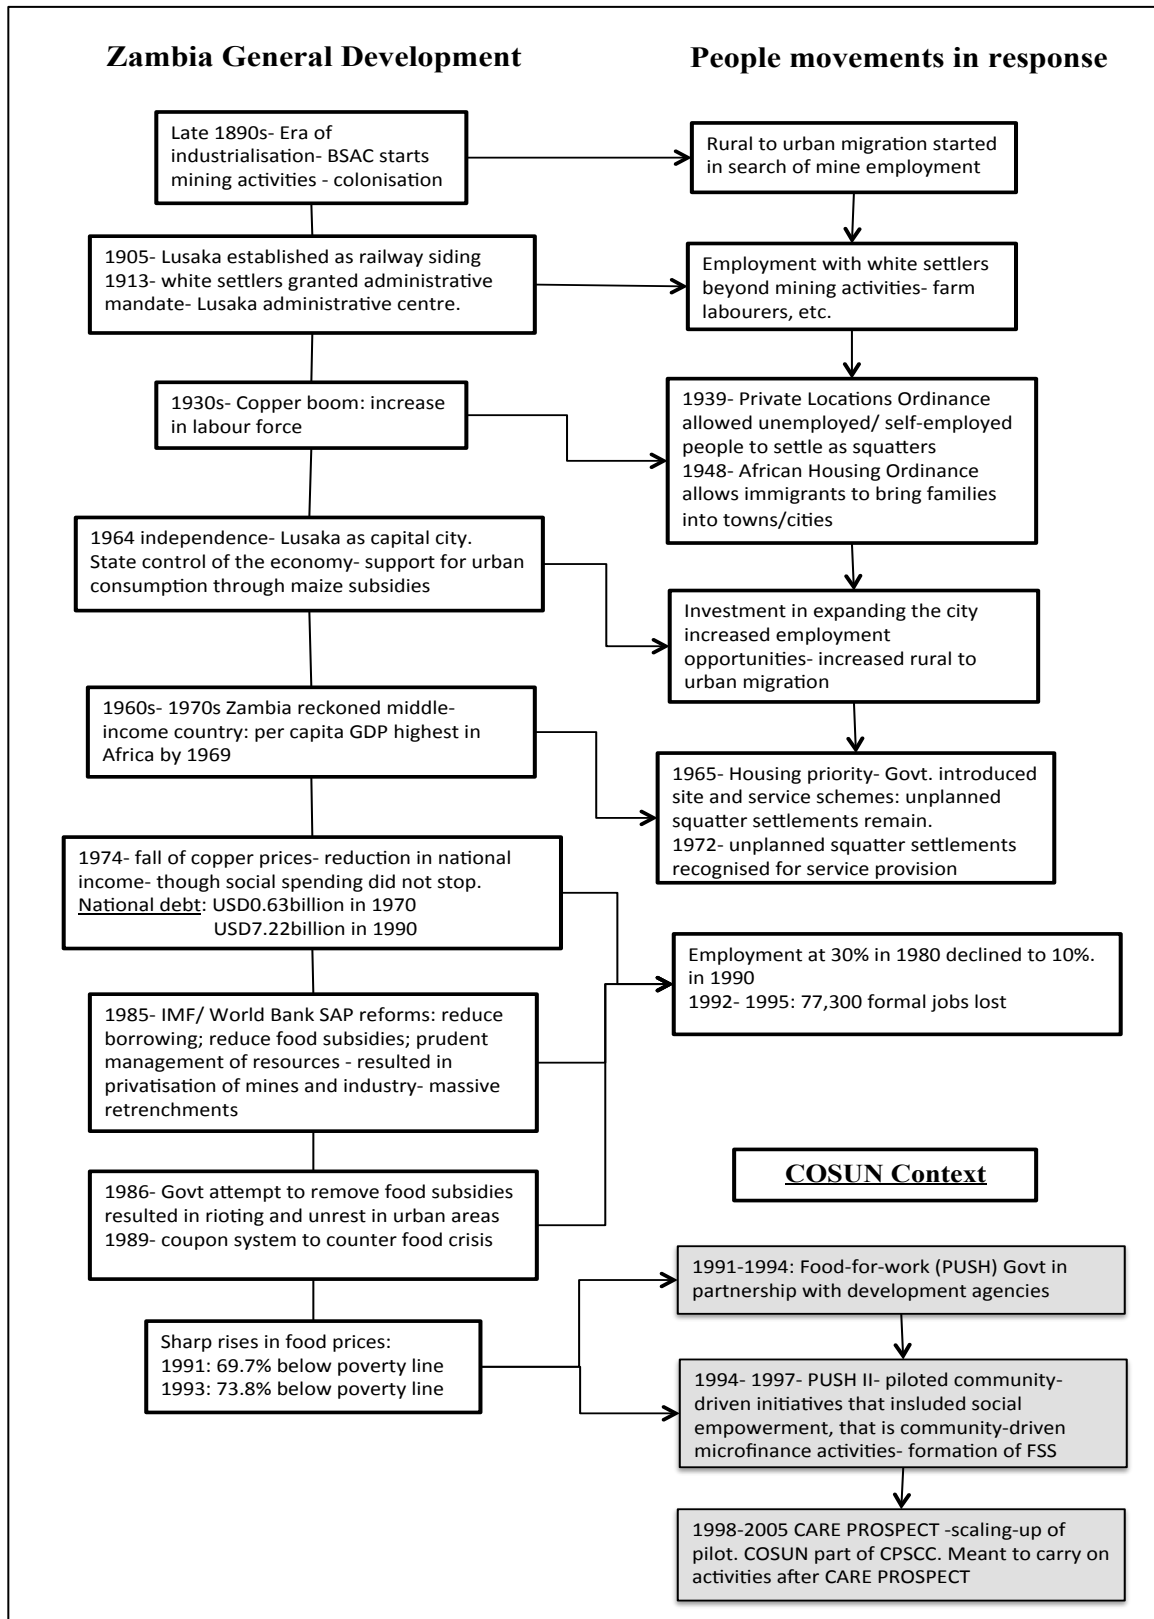 Zambia General Development
People movements in response
Late 1890s- Era of
industrialisation- BSAC starts
mining activities - colonisation
Rural to urban migration started
in search of mine employment
1905- Lusaka established as railway siding
1913- white settlers granted administrative
mandate- Lusaka administrative centre.
Employment with white settlers
beyond mining activities- farm
labourers, etc.
1930s- Copper boom: increase
in labour force
1939- Private Locations Ordinance
allowed unemployed/ self-employed
people to settle as squatters
1948- African Housing Ordinance
allows immigrants to bring families
into towns/cities
1964 independence- Lusaka as capital city.
State control of the economy- support for urban
consumption through maize subsidies
Investment in expanding the city
increased employment
opportunities- increased rural to
urban migration
1960s- 1970s Zambia reckoned middle-
income country: per capita GDP highest in
Africa by 1969
1965- Housing priority- Govt. introduced
site and service schemes: unplanned
squatter settlements remain.
1972- unplanned squatter settlements
recognised for service provision
1974- fall of copper prices- reduction in national
income- though social spending did not stop.
National debt: USD0.63billion in 1970
USD7.22billion in 1990
Employment at 30% in 1980 declined to 10%.
in 1990
1992- 1995: 77,300 formal jobs lost
1985- IMF/ World Bank SAP reforms: reduce
borrowing; reduce food subsidies; prudent
management of resources - resulted in
privatisation of mines and industry- massive
retrenchments
1986- Govt attempt to remove food subsidies
resulted in rioting and unrest in urban areas
1989- coupon system to counter food crisis
COSUN Context
1991-1994: Food-for-work (PUSH) Govt in
partnership with development agencies
Sharp rises in food prices:
1991: 69.7% below poverty line
1993: 73.8% below poverty line
1994- 1997- PUSH II- piloted community-
driven initiatives that included social
empowerment, that is community-driven
microfinance activities- formation of FSS
1998-2005 CARE PROSPECT -scaling-up of
pilot. COSUN part of CPSCC. Meant to carry on
activities after CARE PROSPECT